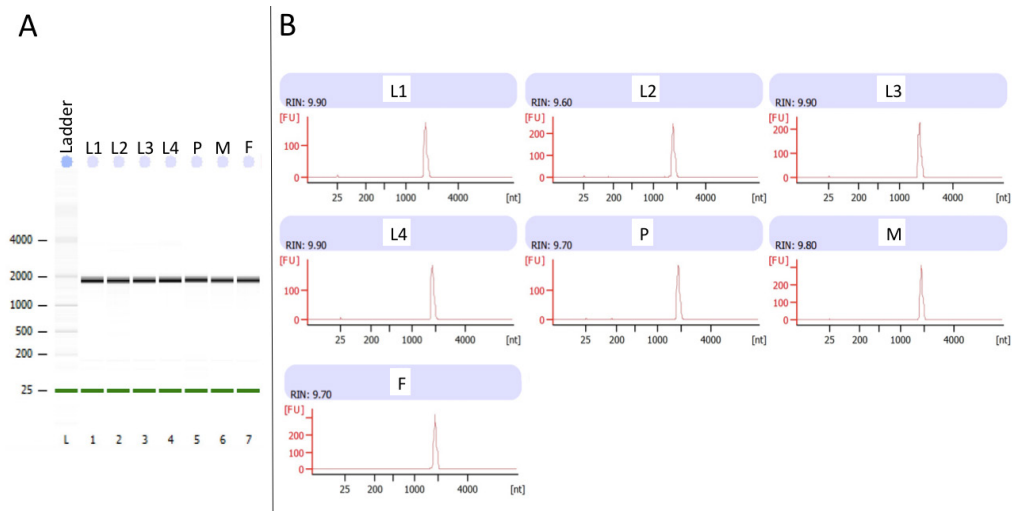 A
Ladder L1 L2 L3 L4 P M F
4000
2000
1000
500
200
25
L 1 2 3 4 5 6 7
B
L1
RIN: 9.90
[FU]
100
0
25 200 1000 4000 [nt]
L2
RIN: 9.60
[FU]
200
100
0
25 200 1000 4000 [nt]
L3
RIN: 9.90
[FU]
200
100
0
25 200 1000 4000 [nt]
L4
RIN: 9.90
[FU]
100
0
25 200 1000 4000 [nt]
P
RIN: 9.70
[FU]
100
0
25 200 1000 4000 [nt]
M
RIN: 9.80
[FU]
300
200
100
0
25 200 1000 4000 [nt]
F
RIN: 9.70
[FU]
200
100
0
25 200 1000 4000 [nt]